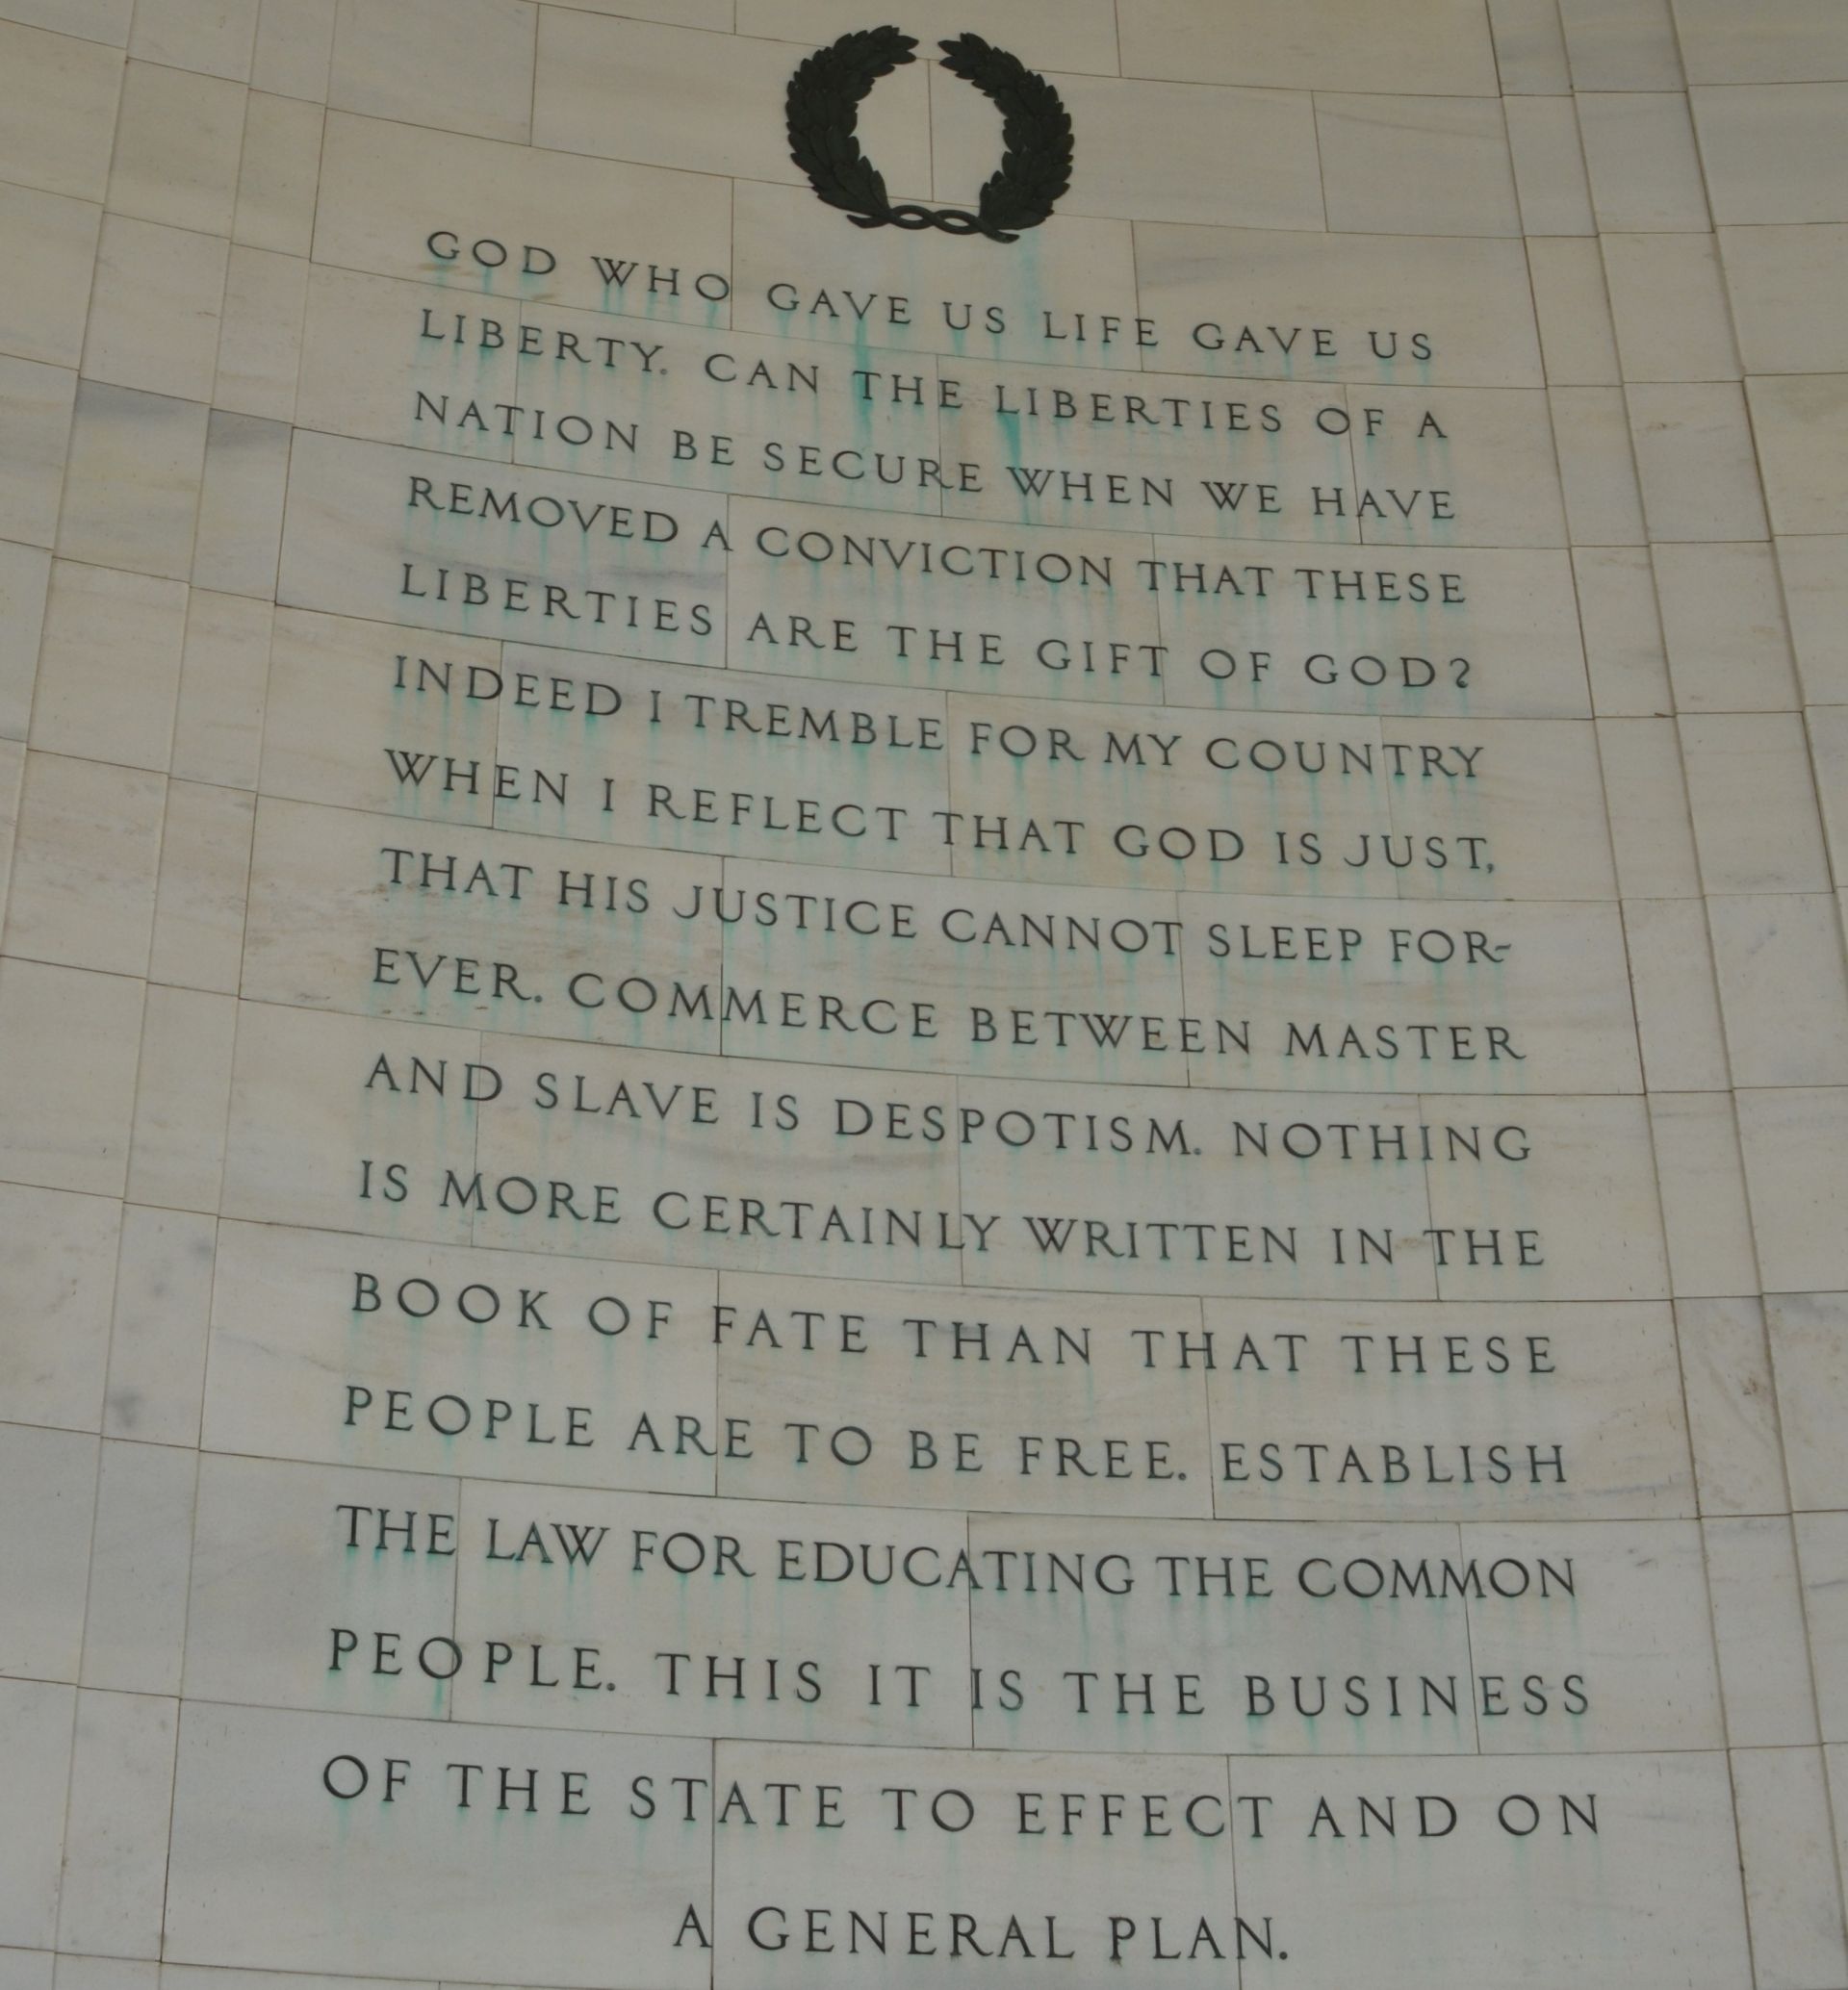 GOD WHO GAVE US LIFE GAVE US
LIBERTY. CAN THE LIBERTIES OF A
NATION BE SECURE WHEN WE HAVE
REMOVED A CONVICTION THAT THESE
LIBERTIES ARE THE GIFT OF GOD?
INDEED I TREMBLE FOR MY COUNTRY
WHEN I REFLECT THAT GOD IS JUST,
THAT HIS JUSTICE CANNOT SLEEP FOR-
EVER. COMMERCE BETWEEN MASTER
AND SLAVE IS DESPOTISM. NOTHING
IS MORE CERTAINLY WRITTEN IN THE
BOOK OF FATE THAN THAT THESE
PEOPLE ARE TO BE FREE. ESTABLISH
THE LAW FOR EDUCATING THE COMMON
PEOPLE. THIS IT IS THE BUSINESS
OF THE STATE TO EFFECT AND ON
A GENERAL PLAN.